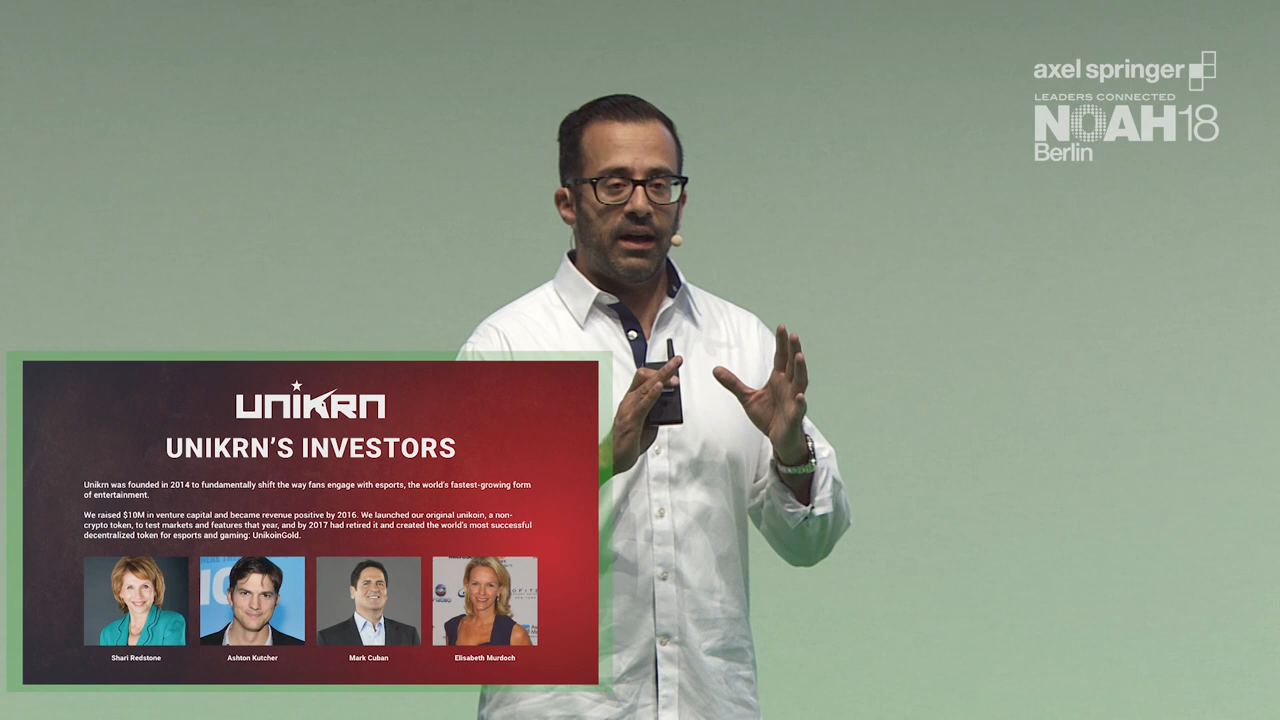 axel springer
LEADERS CONNECTED
NOAH18
Berlin
UNIKRN
UNIKRN'S INVESTORS
Unikrn was founded in 2014 to fundamentally shift the way fans engage with esports, the world's fastest-growing form
of entertainment.
We raised $10M in venture capital and became revenue positive by 2016. We launched our original unikoin, a non-
crypto token, to test markets and features that year, and by 2017 had retired it and created the world's most successful
decentralized token for esports and gaming: UnikoinGold.
Shari Redstone
Ashton Kutcher
Mark Cuban
Elisabeth Murdoch